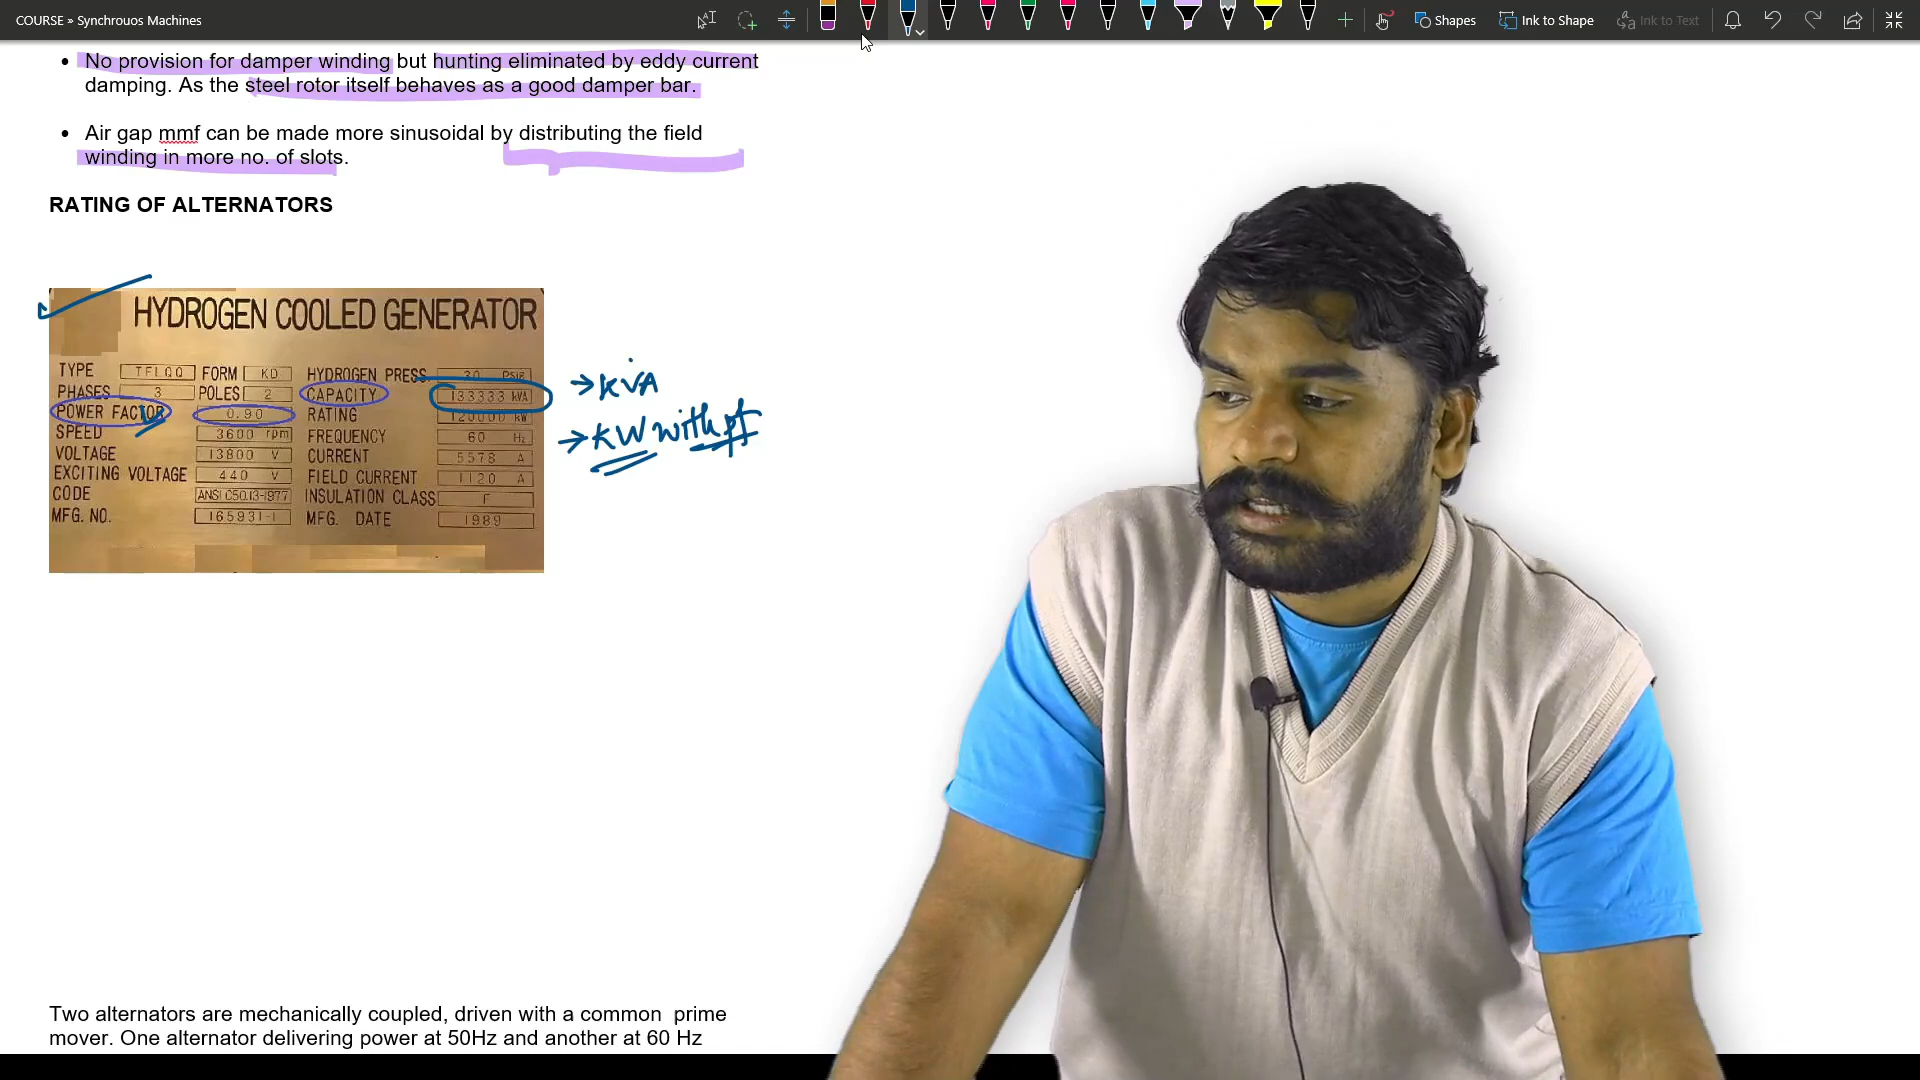 COURSE » Synchrouos Machines
Shapes
Ink to Shape
Ink to Text
• No provision for damper winding but hunting eliminated by eddy current
damping. As the steel rotor itself behaves as a good damper bar.
• Air gap mmf can be made more sinusoidal by distributing the field
winding in more no. of slots.
RATING OF ALTERNATORS
HYDROGEN COOLED GENERATOR
TYPE TFLQQ FORM KD HYDROGEN PRESS. 30 Psig
PHASES 3 POLES 2 CAPACITY 133333 kVA
POWER FACTOR 0.90 RATING 120000 kW
SPEED 3600 rpm FREQUENCY 60 Hz
VOLTAGE 13800 V CURRENT 5578 A
EXCITING VOLTAGE 440 V FIELD CURRENT 1120 A
CODE ANSI C50.13-1977 INSULATION CLASS F
MFG. NO. 165931-1 MFG. DATE 1989
→ KVA
→ KW with pf
Two alternators are mechanically coupled, driven with a common prime
mover. One alternator delivering power at 50Hz and another at 60 Hz